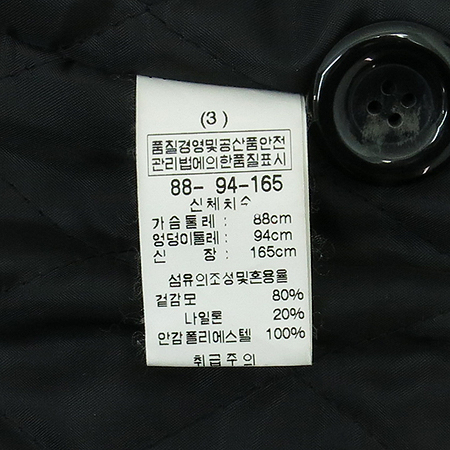 (3)
품질경영및공산품안전
관리법에의한품질표시
88- 94-165
신체치수
가슴둘레 : 88cm
엉덩이둘레 : 94cm
신 장 : 165cm
섬유의조성및혼용율
겉감모 80%
나일론 20%
안감폴리에스텔 100%
취급주의